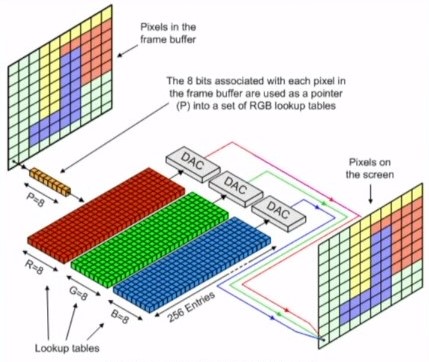 Pixels in the
frame buffer
The 8 bits associated with each pixel in
the frame buffer are used as a pointer
(P) into a set of RGB lookup tables
DAC
DAC
DAC
Pixels on
the screen
P=8
R=8
G=8
B=8
256 Entries
Lookup tables